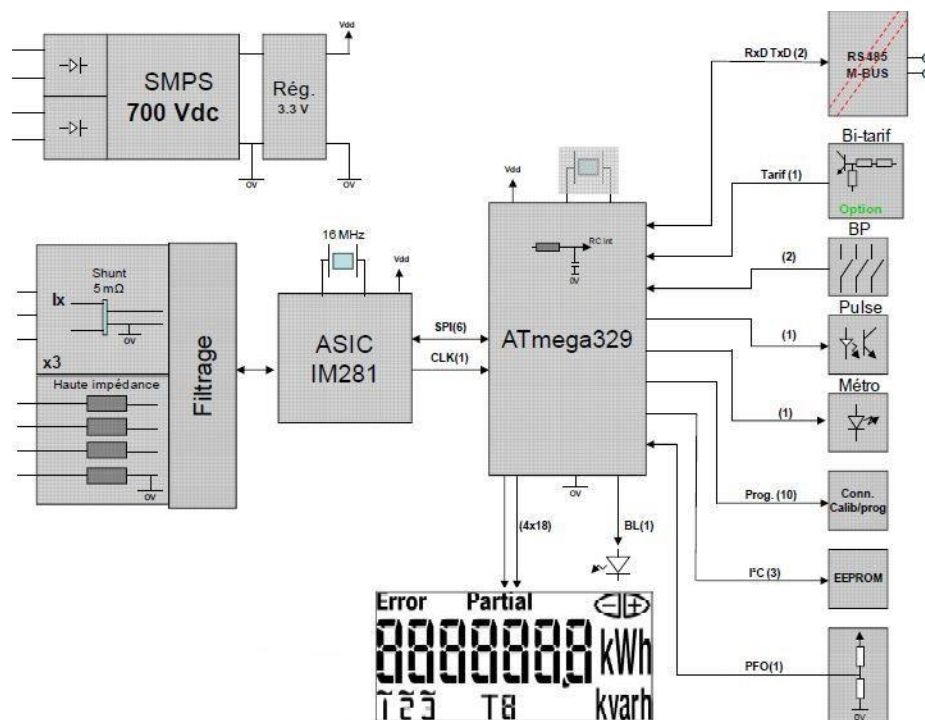 Vdd
SMPS
700 Vdc
Rég.
3.3 V
0V
0V
RxD TxD (2)
RS485
M-BUS
Bi-tarif
Tarif (1)
Option
Vdd
RC int
0V
BP
(2)
16 MHz
Vdd
Shunt
5 mΩ
Ix
0V
x3
Filtrage
ASIC
IM281
SPI(6)
CLK(1)
ATmega329
Pulse
(1)
Haute impédance
0V
Métro
(1)
0V
Prog. (10)
Conn.
Calib/prog
(4x18)
BL(1)
I²C (3)
EEPROM
Error Partial
8888888 kWh
123 T8 kvarh
PFO(1)
0V